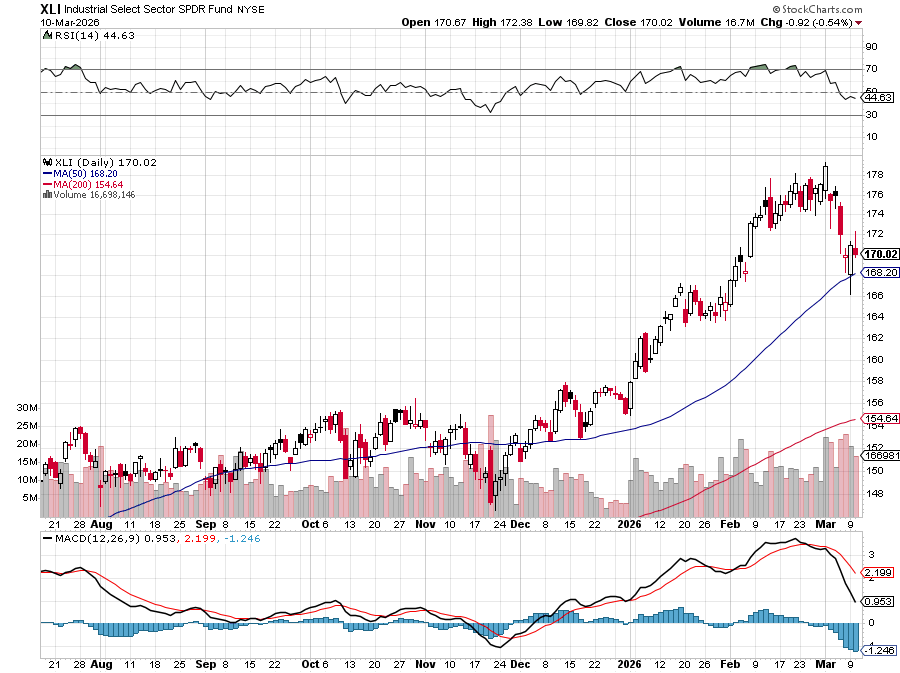 XLI Industrial Select Sector SPDR Fund NYSE © StockCharts.com
10-Mar-2026 Open 170.67 High 172.38 Low 169.82 Close 170.02 Volume 16.7M Chg -0.92 (-0.54%)
RSI(14) 44.63
90
70
50
44.63
30
10
XLI (Daily) 170.02
MA(50) 168.20
MA(200) 154.64
Volume 16,698,146
178
176
174
172
170.02
168.20
166
164
162
160
158
156
154.64
154
152
166981
150
148
30M
25M
20M
15M
10M
5M
21 28 Aug 11 18 25 Sep 8 15 22 Oct 6 13 20 27 Nov 10 17 24 Dec 8 15 22 2026 12 20 26 Feb 9 17 23 Mar 9
MACD(12,26,9) 0.953, 2.199, -1.246
3
2.199
2
0.953
0
-1
-1.246
21 28 Aug 11 18 25 Sep 8 15 22 Oct 6 13 20 27 Nov 10 17 24 Dec 8 15 22 2026 12 20 26 Feb 9 17 23 Mar 9